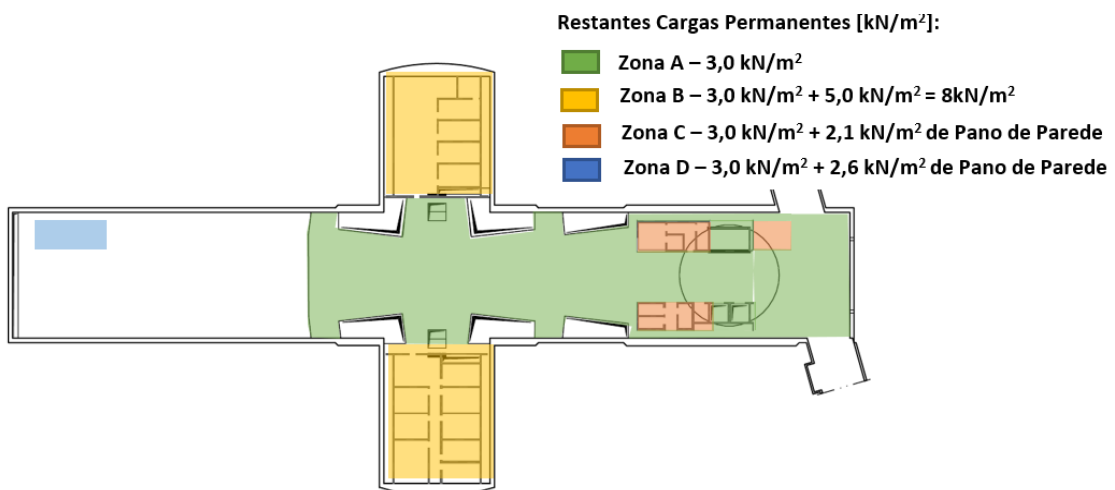 Restantes Cargas Permanentes [kN/m²]:
Zona A – 3,0 kN/m²
Zona B – 3,0 kN/m² + 5,0 kN/m² = 8kN/m²
Zona C – 3,0 kN/m² + 2,1 kN/m² de Pano de Parede
Zona D – 3,0 kN/m² + 2,6 kN/m² de Pano de Parede